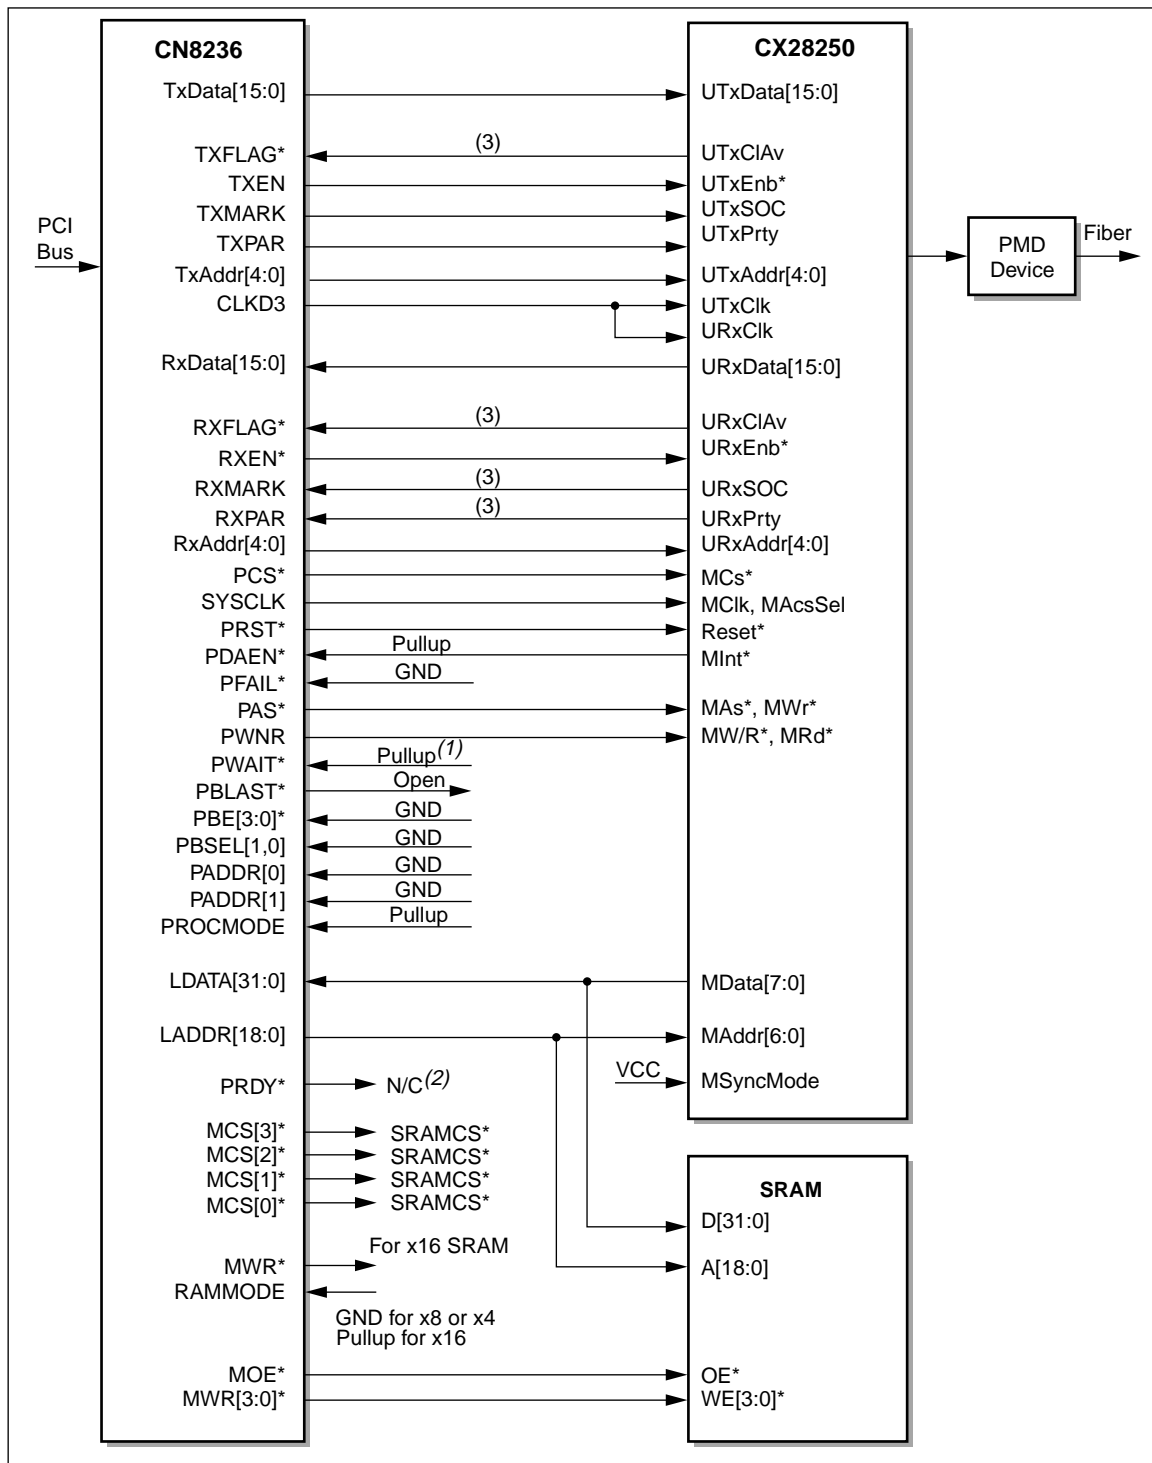 CN8236
CX28250
TxData[15:0]
UTxData[15:0]
TXFLAG*
(3)
UTxClAv
TXEN
UTxEnb*
TXMARK
UTxSOC
TXPAR
UTxPrty
PCI
Bus
PMD
Device
Fiber
TxAddr[4:0]
UTxAddr[4:0]
CLKD3
UTxClk
URxClk
RxData[15:0]
URxData[15:0]
RXFLAG*
(3)
URxClAv
RXEN*
URxEnb*
RXMARK
(3)
URxSOC
RXPAR
(3)
URxPrty
RxAddr[4:0]
URxAddr[4:0]
PCS*
MCs*
SYSCLK
MClk, MAcsSel
PRST*
Reset*
PDAEN*
Pullup
MInt*
PFAIL*
GND
PAS*
MAs*, MWr*
PWNR
MW/R*, MRd*
PWAIT*
Pullup(1)
PBLAST*
Open
PBE[3:0]*
GND
PBSEL[1,0]
GND
PADDR[0]
GND
PADDR[1]
GND
PROCMODE
Pullup
LDATA[31:0]
MData[7:0]
LADDR[18:0]
MAddr[6:0]
VCC
MSyncMode
PRDY*
N/C(2)
MCS[3]*
SRAMCS*
MCS[2]*
SRAMCS*
MCS[1]*
SRAMCS*
MCS[0]*
SRAMCS*
SRAM
D[31:0]
A[18:0]
For x16 SRAM
MWR*
RAMMODE
GND for x8 or x4
Pullup for x16
MOE*
OE*
MWR[3:0]*
WE[3:0]*